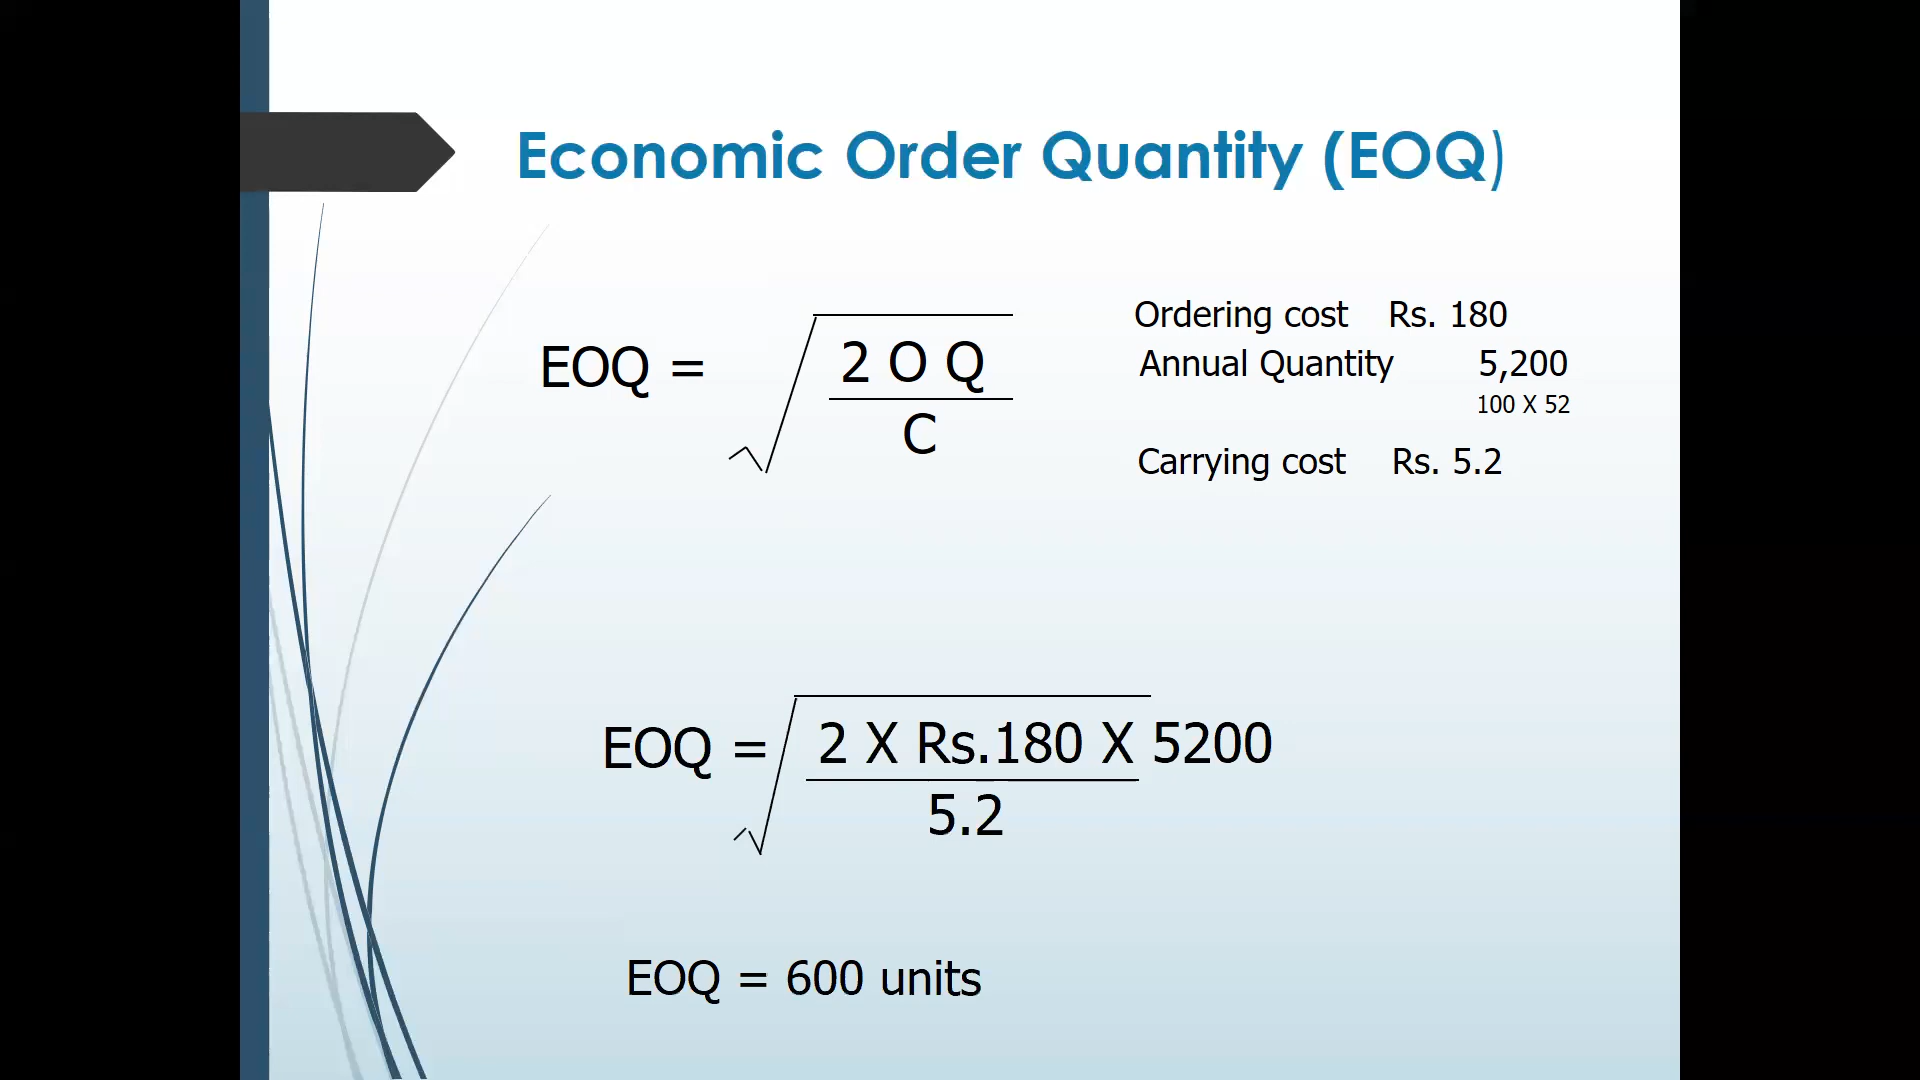 Economic Order Quantity (EOQ)
EOQ = √ 2 O Q
C
Ordering cost Rs. 180
Annual Quantity 5,200
100 X 52
Carrying cost Rs. 5.2
EOQ = √ 2 X Rs.180 X 5200
5.2
EOQ = 600 units